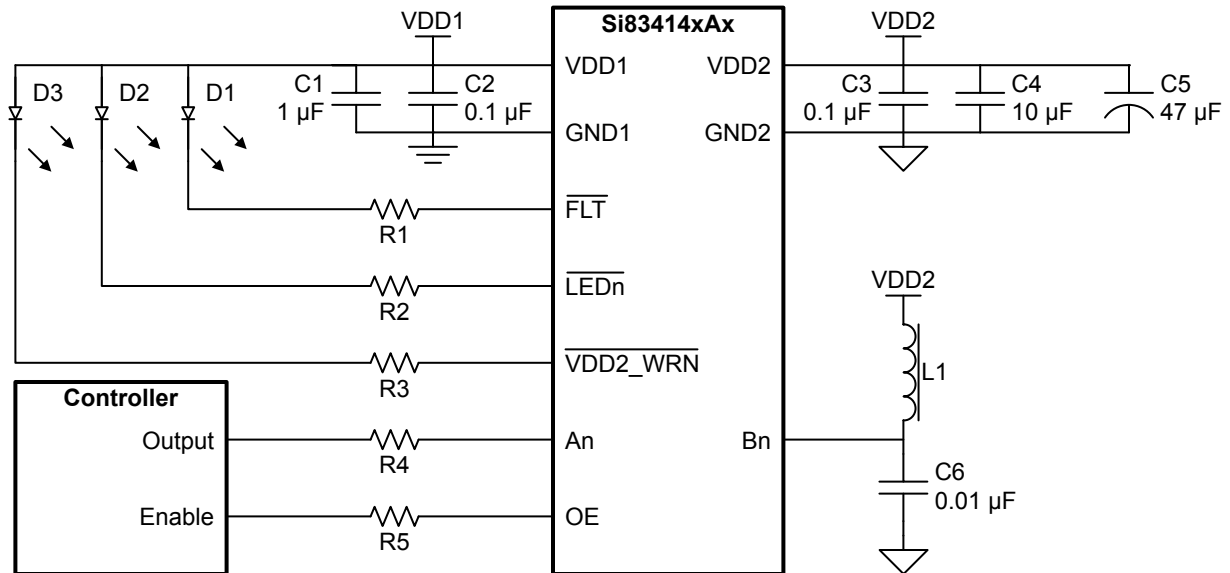 VDD1
Si83414xAx
VDD2
D3
D2
D1
C1
1 µF
C2
0.1 µF
VDD1
VDD2
GND1
GND2
C3
0.1 µF
C4
10 µF
C5
47 µF
FLT
R1
LEDn
R2
VDD2
VDD2_WRN
R3
L1
Controller
Output
R4
An
Bn
C6
0.01 µF
Enable
R5
OE